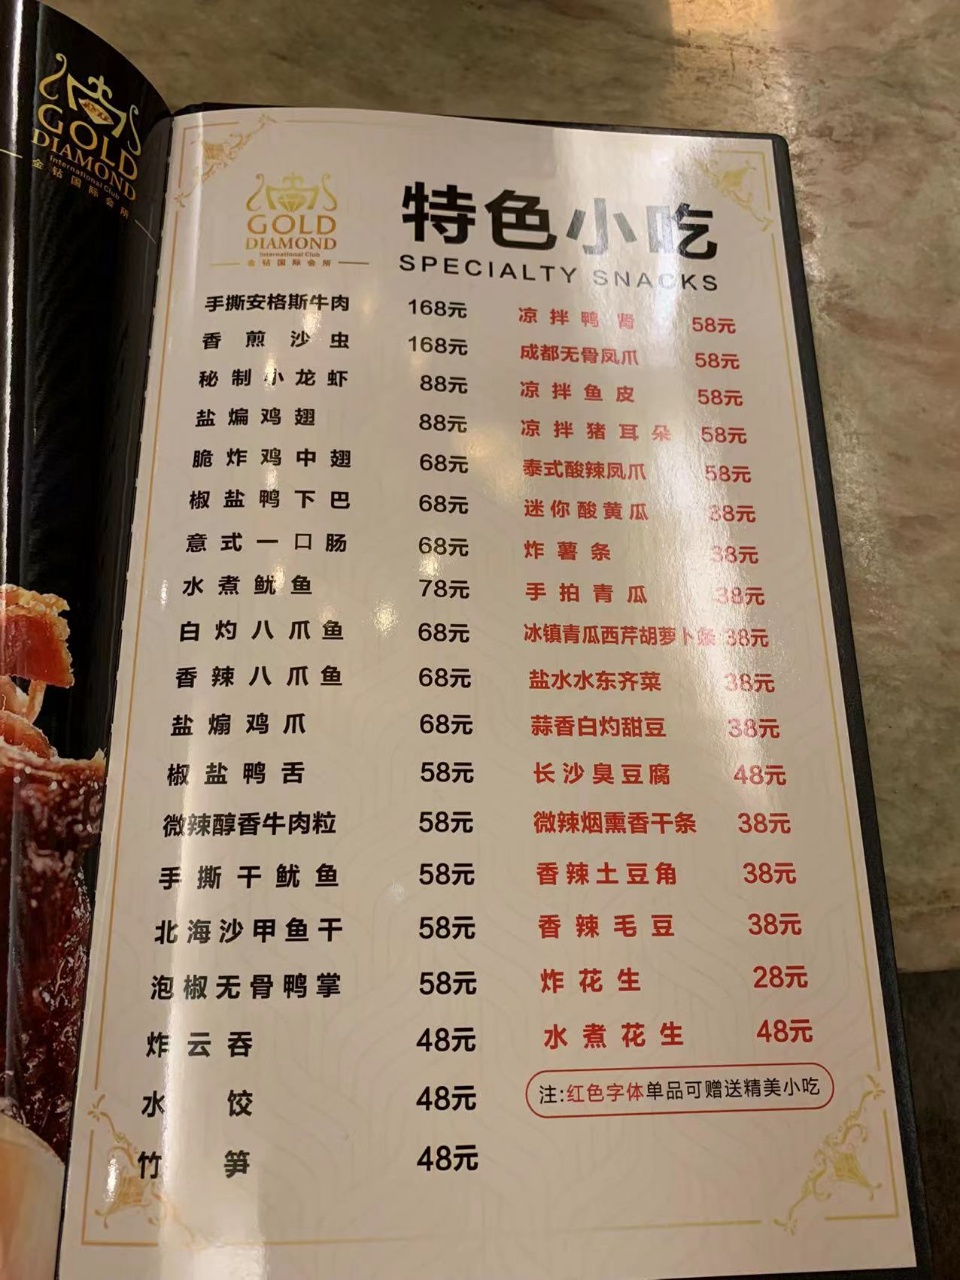 GOLD
DIAMOND
International Club
金钻国际会所
GOLD
DIAMOND
International Club
金钻国际会所
特色小吃
SPECIALTY SNACKS
手撕安格斯牛肉 168元
香煎沙虫 168元
秘制小龙虾 88元
盐煸鸡翅 88元
脆炸鸡中翅 68元
椒盐鸭下巴 68元
意式一口肠 68元
水煮鱿鱼 78元
白灼八爪鱼 68元
香辣八爪鱼 68元
盐煸鸡爪 68元
椒盐鸭舌 58元
微辣醇香牛肉粒 58元
手撕干鱿鱼 58元
北海沙甲鱼干 58元
泡椒无骨鸭掌 58元
炸云吞 48元
水饺 48元
竹笋 48元
凉拌鸭肾 58元
成都无骨凤爪 58元
凉拌鱼皮 58元
凉拌猪耳朵 58元
泰式酸辣凤爪 58元
迷你酸黄瓜 38元
炸薯条 38元
手拍青瓜 38元
冰镇青瓜西芹胡萝卜条 38元
盐水水东齐菜 38元
蒜香白灼甜豆 38元
长沙臭豆腐 48元
微辣烟熏香干条 38元
香辣土豆角 38元
香辣毛豆 38元
炸花生 28元
水煮花生 48元
注:红色字体单品可赠送精美小吃